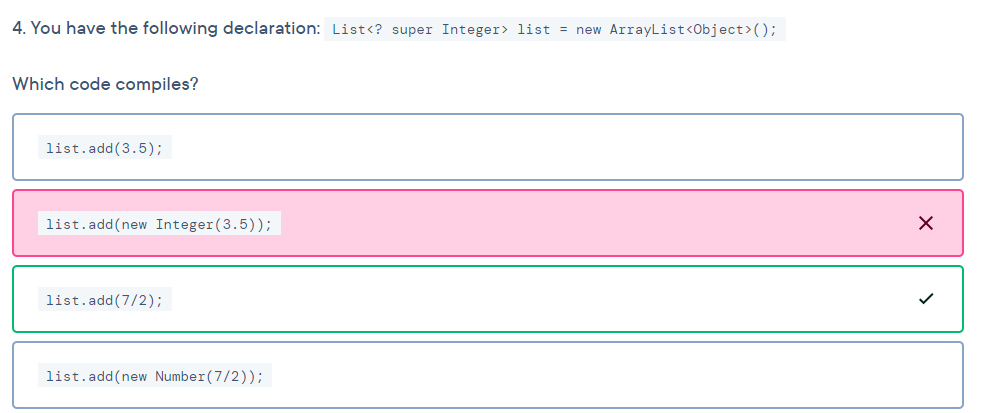 4. You have the following declaration: List<? super Integer> list = new ArrayList<Object>();
Which code compiles?
list.add(3.5);
list.add(new Integer(3.5));
list.add(7/2);
list.add(new Number(7/2));